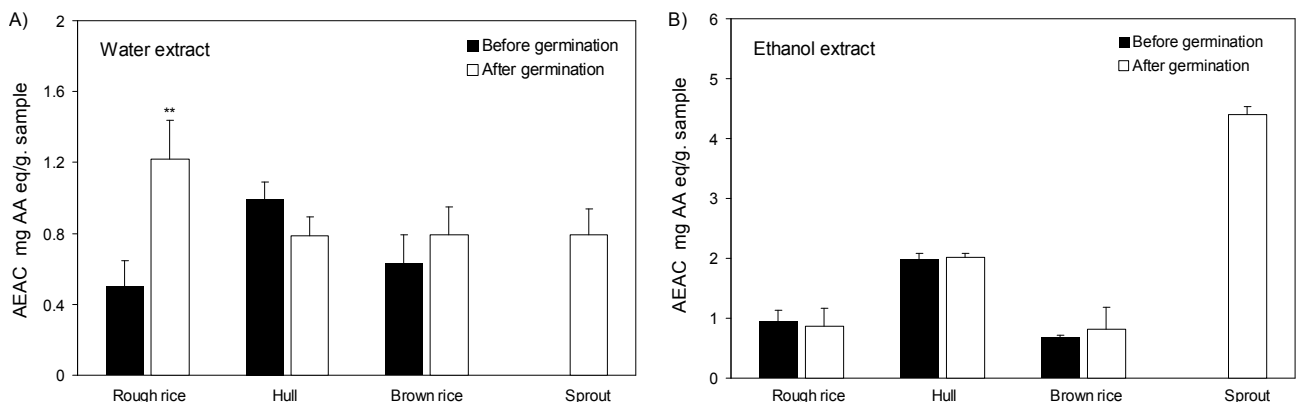 A)
Water extract
Before germination
After germination
AEAC mg AA eq/g. sample
2
1.6
1.2
0.8
0.4
0
**
Rough rice Hull Brown rice Sprout
B)
Ethanol extract
Before germination
After germination
AEAC mg AA eq/g. sample
6
5
4
3
2
1
0
Rough rice Hull Brown rice Sprout